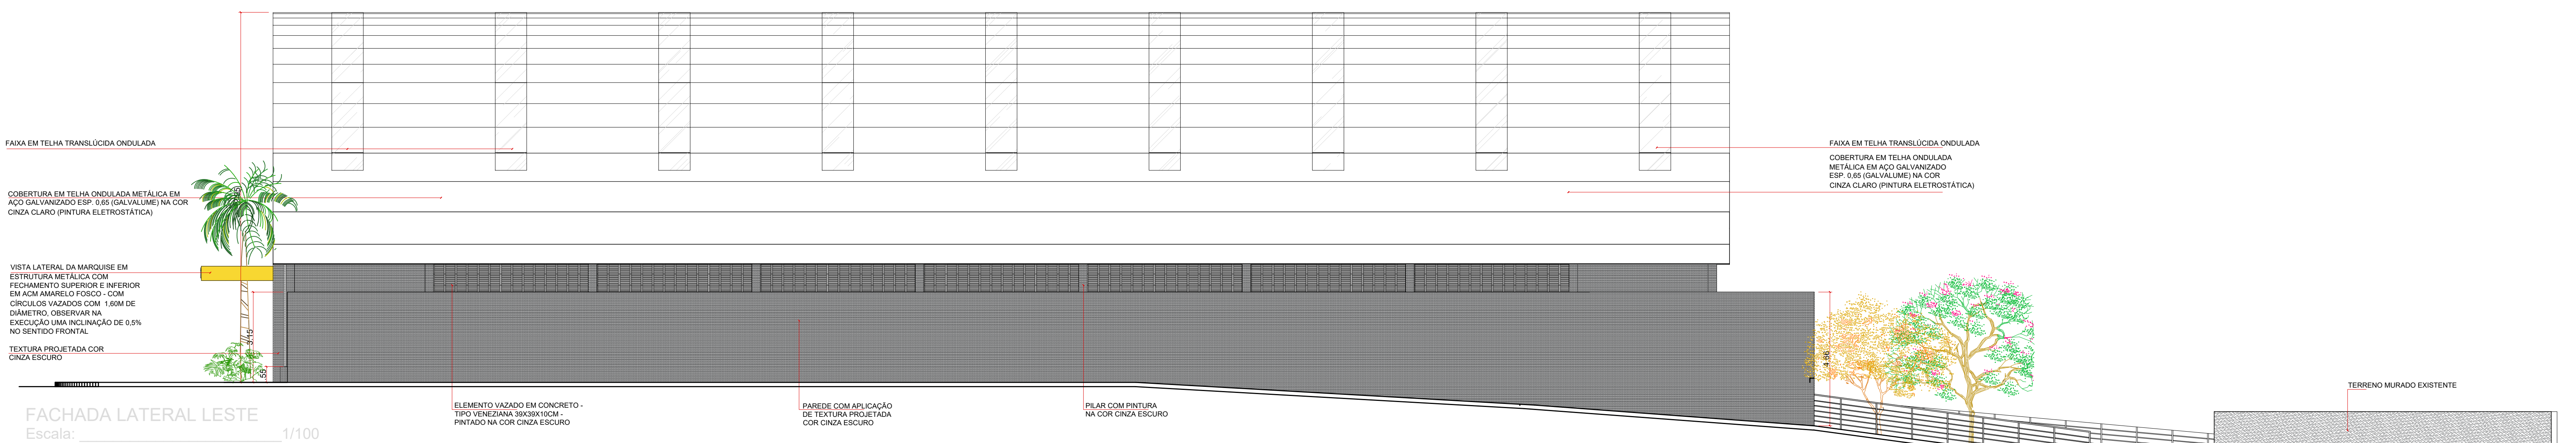 FAIXA EM TELHA TRANSLÚCIDA ONDULADA
COBERTURA EM TELHA ONDULADA METÁLICA EM
AÇO GALVANIZADO ESP. 0,65 (GALVALUME) NA COR
CINZA CLARO (PINTURA ELETROSTÁTICA)
VISTA LATERAL DA MARQUISE EM
ESTRUTURA METÁLICA COM
FECHAMENTO SUPERIOR E INFERIOR
EM ACM AMARELO FOSCO - COM
CÍRCULOS VAZADOS COM 1,60M DE
DIÂMETRO, OBSERVAR NA
EXECUÇÃO UMA INCLINAÇÃO DE 0,5%
NO SENTIDO FRONTAL
TEXTURA PROJETADA COR
CINZA ESCURO
3.15
.55
ELEMENTO VAZADO EM CONCRETO -
TIPO VENEZIANA 39X39X10CM -
PINTADO NA COR CINZA ESCURO
PAREDE COM APLICAÇÃO
DE TEXTURA PROJETADA
COR CINZA ESCURO
PILAR COM PINTURA
NA COR CINZA ESCURO
FAIXA EM TELHA TRANSLÚCIDA ONDULADA
COBERTURA EM TELHA ONDULADA
METÁLICA EM AÇO GALVANIZADO
ESP. 0,65 (GALVALUME) NA COR
CINZA CLARO (PINTURA ELETROSTÁTICA)
4.66
TERRENO MURADO EXISTENTE
FACHADA LATERAL LESTE
Escala: __________________________1/100